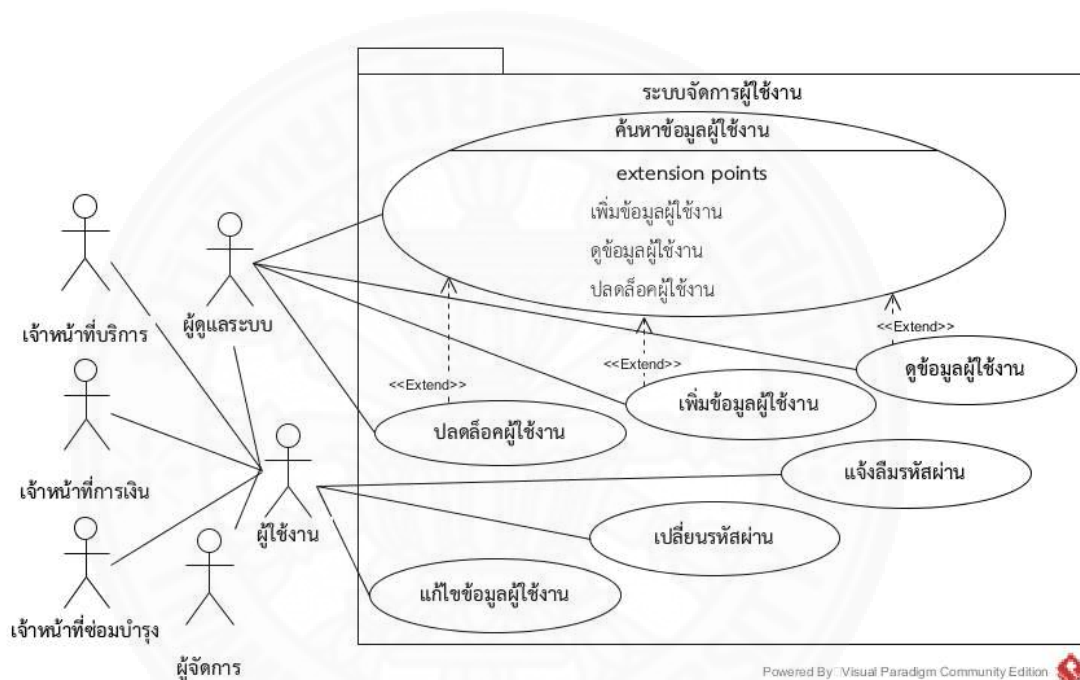 ระบบจัดการผู้ใช้งาน
ค้นหาข้อมูลผู้ใช้งาน
extension points
เพิ่มข้อมูลผู้ใช้งาน
ดูข้อมูลผู้ใช้งาน
ปลดล็อคผู้ใช้งาน
เจ้าหน้าที่บริการ
ผู้ดูแลระบบ
<<Extend>>
<<Extend>>
<<Extend>>
ดูข้อมูลผู้ใช้งาน
เพิ่มข้อมูลผู้ใช้งาน
ปลดล็อคผู้ใช้งาน
แจ้งลืมรหัสผ่าน
เจ้าหน้าที่การเงิน
ผู้ใช้งาน
เปลี่ยนรหัสผ่าน
แก้ไขข้อมูลผู้ใช้งาน
เจ้าหน้าที่ซ่อมบำรุง
ผู้จัดการ
Powered By Visual Paradigm Community Edition